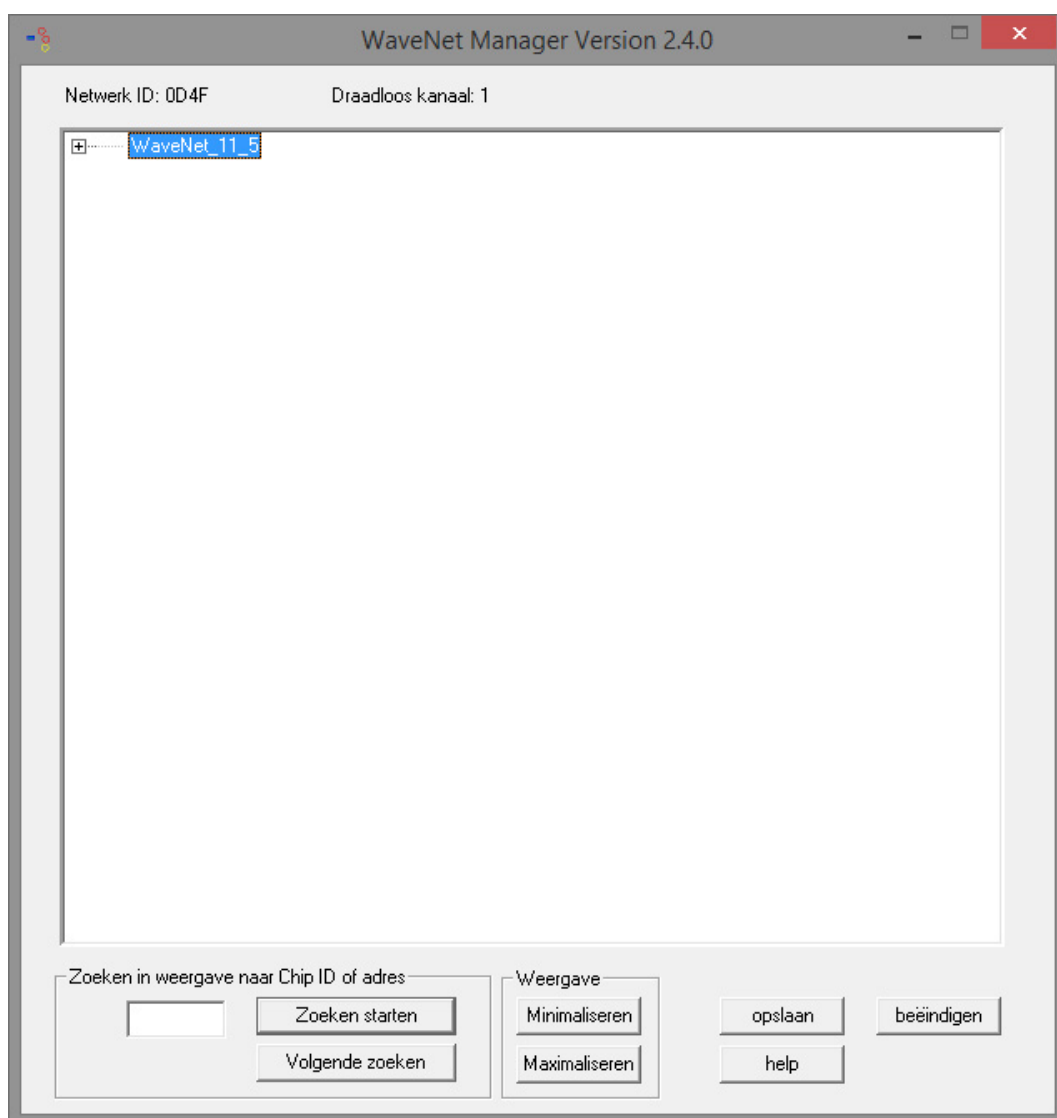 WaveNet Manager Version 2.4.0
Netwerk ID: 0D4F Draadloos kanaal: 1
WaveNet_11_5
Zoeken in weergave naar Chip ID of adres
Zoeken starten
Volgende zoeken
Weergave
Minimaliseren
Maximaliseren
opslaan
beëindigen
help